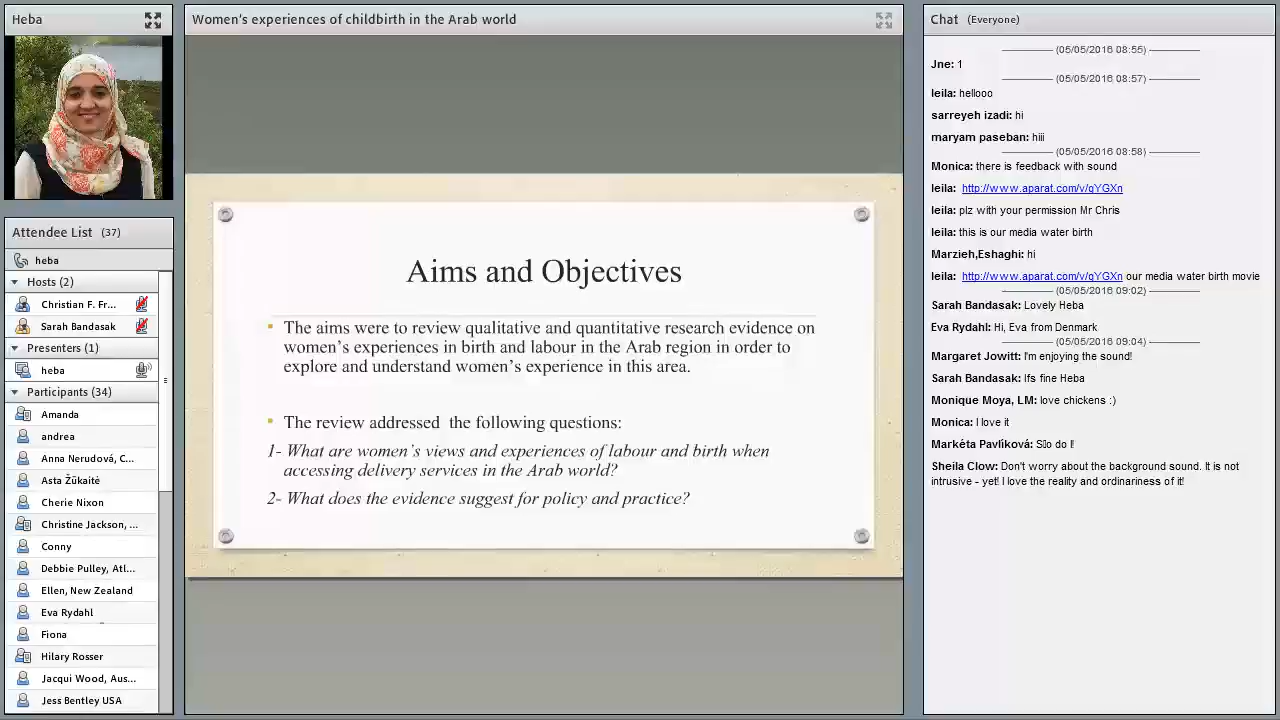 Heba
Attendee List (37)
heba
Hosts (2)
Christian F. Fr...
Sarah Bandasak
Presenters (1)
heba
Participants (34)
Amanda
andrea
Anna Nerudová, C...
Asta Žūkaitė
Cherie Nixon
Christine Jackson, ...
Conny
Debbie Pulley, Atl...
Ellen, New Zealand
Eva Rydahl
Fiona
Hilary Rosser
Jacqui Wood, Aus...
Jess Bentley USA
Women's experiences of childbirth in the Arab world
Aims and Objectives
The aims were to review qualitative and quantitative research evidence on
women's experiences in birth and labour in the Arab region in order to
explore and understand women's experience in this area.
The review addressed the following questions:
1- What are women's views and experiences of labour and birth when
accessing delivery services in the Arab world?
2- What does the evidence suggest for policy and practice?
Chat (Everyone)
(05/05/2016 08:55)
Jne: 1
(05/05/2016 08:57)
leila: hellooo
sarreyeh izadi: hi
maryam paseban: hiii
(05/05/2016 08:58)
Monica: there is feedback with sound
leila: http://www.aparat.com/v/qYGXn
leila: plz with your permission Mr Chris
leila: this is our media water birth
Marzieh,Eshaghi: hi
leila: http://www.aparat.com/v/qYGXn our media water birth movie
(05/05/2016 09:02)
Sarah Bandasak: Lovely Heba
Eva Rydahl: Hi, Eva from Denmark
(05/05/2016 09:04)
Margaret Jowitt: I'm enjoying the sound!
Sarah Bandasak: Ifs fine Heba
Monique Moya, LM: love chickens :)
Monica: I love it
Markéta Pavlíková: do I!
Sheila Clow: Don't worry about the background sound. It is not
intrusive - yet! I love the reality and ordinariness of it!